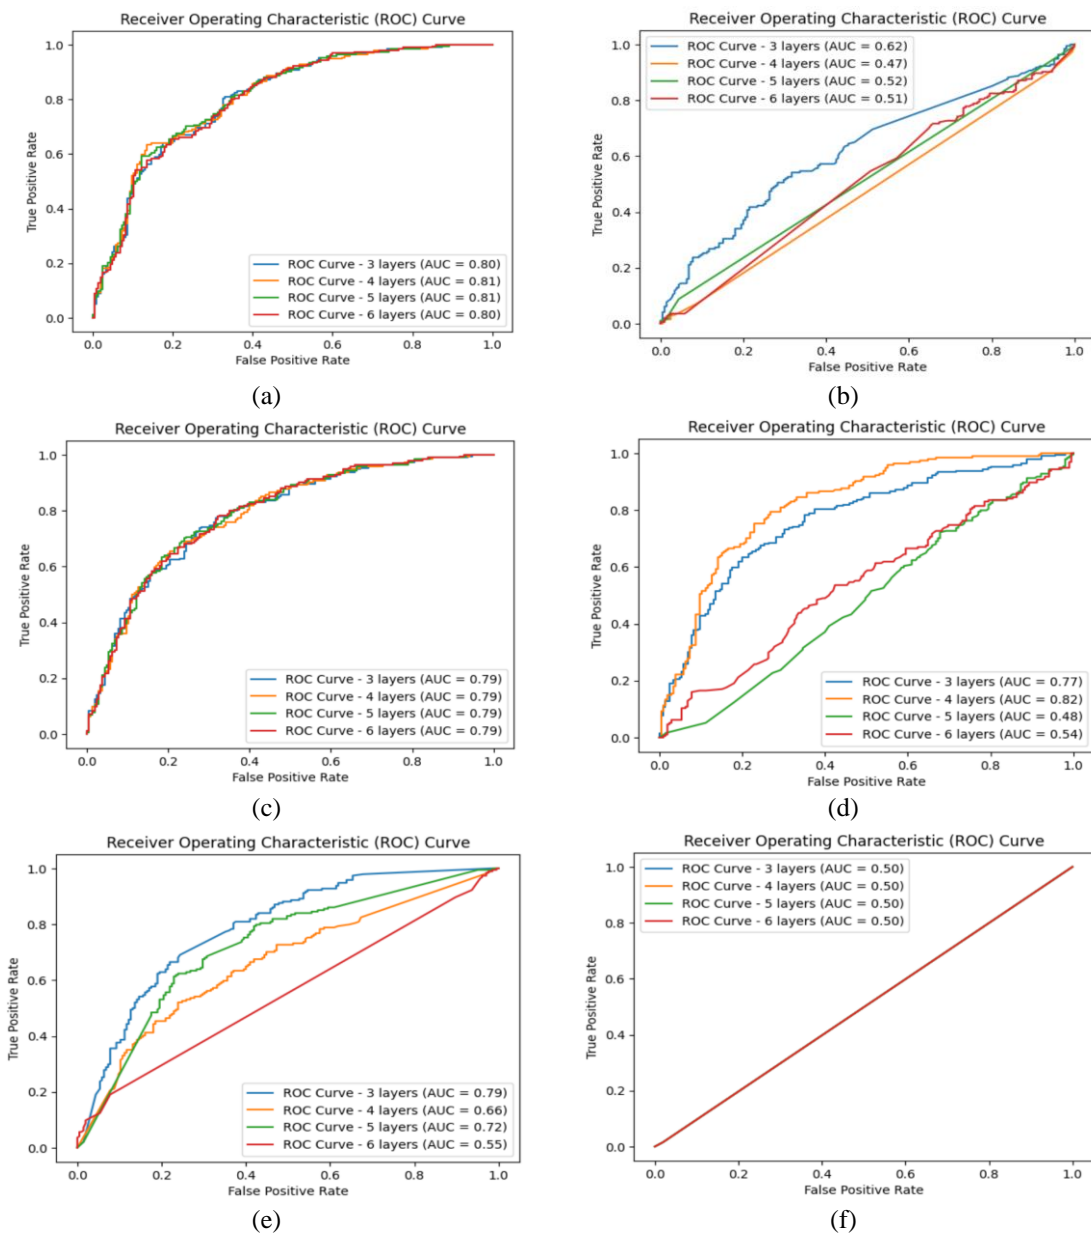 Receiver Operating Characteristic (ROC) Curve
True Positive Rate
1.0
0.8
0.6
0.4
0.2
0.0
ROC Curve - 3 layers (AUC = 0.80)
ROC Curve - 4 layers (AUC = 0.81)
ROC Curve - 5 layers (AUC = 0.81)
ROC Curve - 6 layers (AUC = 0.80)
0.0 0.2 0.4 0.6 0.8 1.0
False Positive Rate
(a)
Receiver Operating Characteristic (ROC) Curve
True Positive Rate
1.0
0.8
0.6
0.4
0.2
0.0
ROC Curve - 3 layers (AUC = 0.62)
ROC Curve - 4 layers (AUC = 0.47)
ROC Curve - 5 layers (AUC = 0.52)
ROC Curve - 6 layers (AUC = 0.51)
0.0 0.2 0.4 0.6 0.8 1.0
False Positive Rate
(b)
Receiver Operating Characteristic (ROC) Curve
True Positive Rate
1.0
0.8
0.6
0.4
0.2
0.0
ROC Curve - 3 layers (AUC = 0.79)
ROC Curve - 4 layers (AUC = 0.79)
ROC Curve - 5 layers (AUC = 0.79)
ROC Curve - 6 layers (AUC = 0.79)
0.0 0.2 0.4 0.6 0.8 1.0
False Positive Rate
(c)
Receiver Operating Characteristic (ROC) Curve
True Positive Rate
1.0
0.8
0.6
0.4
0.2
0.0
ROC Curve - 3 layers (AUC = 0.77)
ROC Curve - 4 layers (AUC = 0.82)
ROC Curve - 5 layers (AUC = 0.48)
ROC Curve - 6 layers (AUC = 0.54)
0.0 0.2 0.4 0.6 0.8 1.0
False Positive Rate
(d)
Receiver Operating Characteristic (ROC) Curve
True Positive Rate
1.0
0.8
0.6
0.4
0.2
0.0
ROC Curve - 3 layers (AUC = 0.79)
ROC Curve - 4 layers (AUC = 0.66)
ROC Curve - 5 layers (AUC = 0.72)
ROC Curve - 6 layers (AUC = 0.55)
0.0 0.2 0.4 0.6 0.8 1.0
False Positive Rate
(e)
Receiver Operating Characteristic (ROC) Curve
True Positive Rate
1.0
0.8
0.6
0.4
0.2
0.0
ROC Curve - 3 layers (AUC = 0.50)
ROC Curve - 4 layers (AUC = 0.50)
ROC Curve - 5 layers (AUC = 0.50)
ROC Curve - 6 layers (AUC = 0.50)
0.0 0.2 0.4 0.6 0.8 1.0
False Positive Rate
(f)